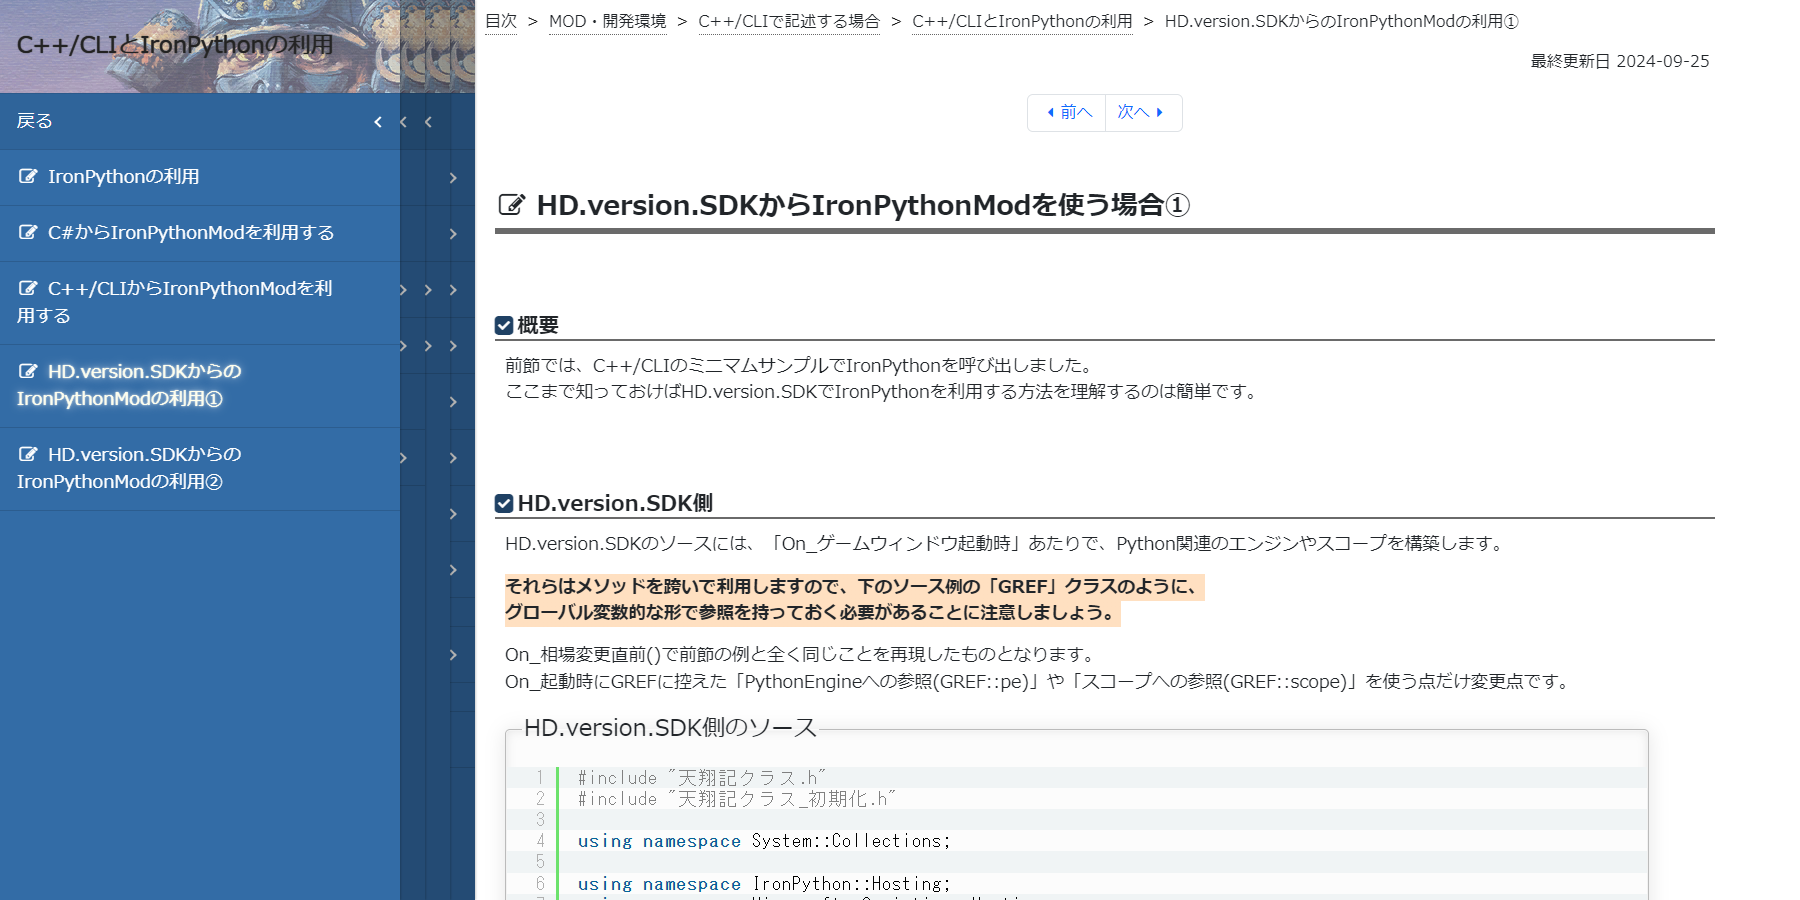 C++/CLIとIronPythonの利用
戻る
IronPythonの利用
C#からIronPythonModを利用する
C++/CLIからIronPythonModを利
用する
HD.version.SDKからの
IronPythonModの利用①
HD.version.SDKからの
IronPythonModの利用②
目次 > MOD・開発環境 > C++/CLIで記述する場合 > C++/CLIとIronPythonの利用 > HD.version.SDKからのIronPythonModの利用①
最終更新日 2024-09-25
前へ 次へ
HD.version.SDKからIronPythonModを使う場合①
概要
前節では、C++/CLIのミニマムサンプルでIronPythonを呼び出しました。
ここまで知っておけばHD.version.SDKでIronPythonを利用する方法を理解するのは簡単です。
HD.version.SDK側
HD.version.SDKのソースには、「On_ゲームウィンドウ起動時」あたりで、Python関連のエンジンやスコープを構築します。
それらはメソッドを跨いで利用しますので、下のソース例の「GREF」クラスのように、
グローバル変数的な形で参照を持っておく必要があることに注意しましょう。
On_相場変更直前()で前節の例と全く同じことを再現したものとなります。
On_起動時にGREFに控えた「PythonEngineへの参照(GREF::pe)」や「スコープへの参照(GREF::scope)」を使う点だけ変更点です。
HD.version.SDK側のソース
1 #include "天翔記クラス.h"
2 #include "天翔記クラス_初期化.h"
3
4 using namespace System::Collections;
5
6 using namespace IronPython::Hosting;